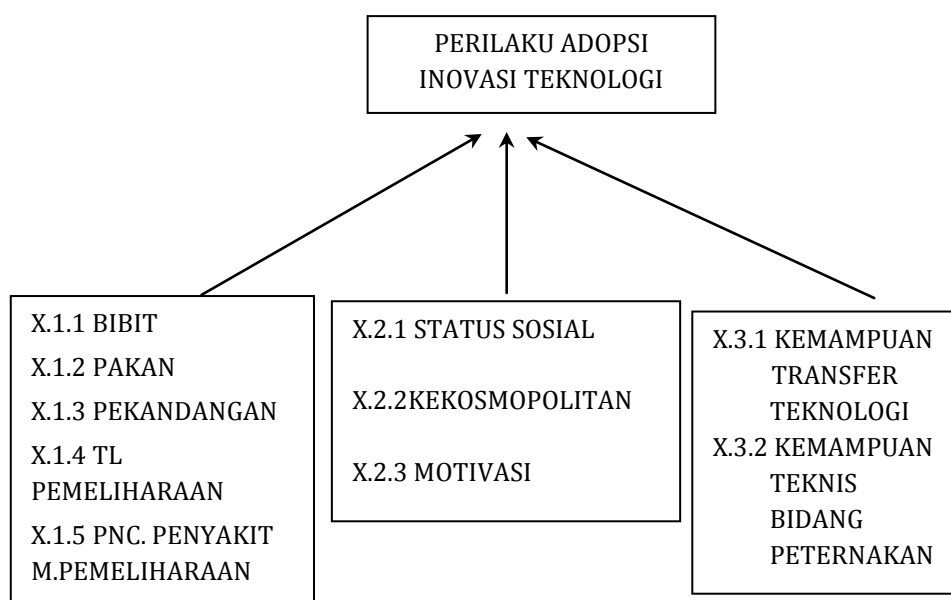 PERILAKU ADOPSI
INOVASI TEKNOLOGI
X.1.1 BIBIT
X.1.2 PAKAN
X.1.3 PEKANDANGAN
X.1.4 TL
PEMELIHARAAN
X.1.5 PNC. PENYAKIT
M.PEMELIHARAAN
X.2.1 STATUS SOSIAL
X.2.2KEKOSMOPOLITAN
X.2.3 MOTIVASI
X.3.1 KEMAMPUAN
TRANSFER
TEKNOLOGI
X.3.2 KEMAMPUAN
TEKNIS
BIDANG
PETERNAKAN